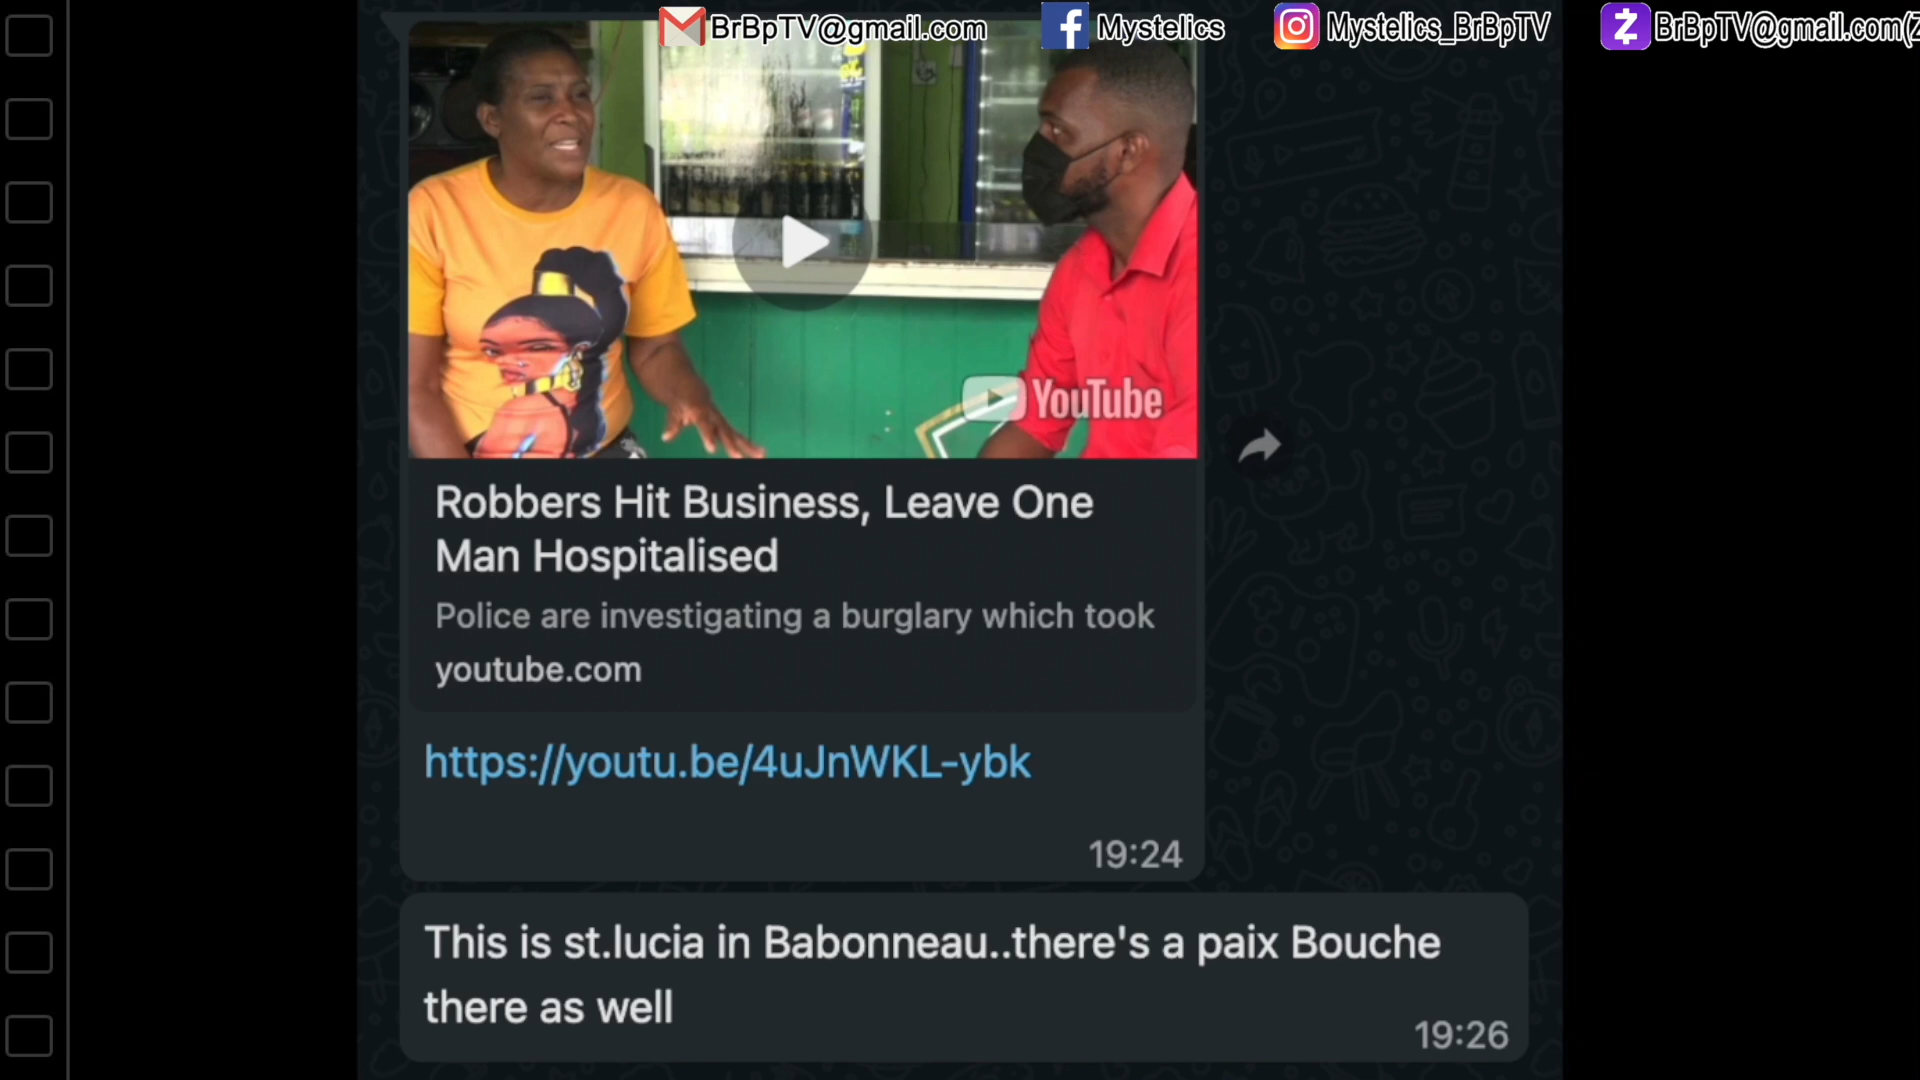 BrBpTV@gmail.com Mystelics Mystelics_BrBpTV BrBpTV@gmail.com(Z
YouTube
Robbers Hit Business, Leave One
Man Hospitalised
Police are investigating a burglary which took
youtube.com
https://youtu.be/4uJnWKL-ybk
19:24
This is st.lucia in Babonneau..there's a paix Bouche
there as well
19:26